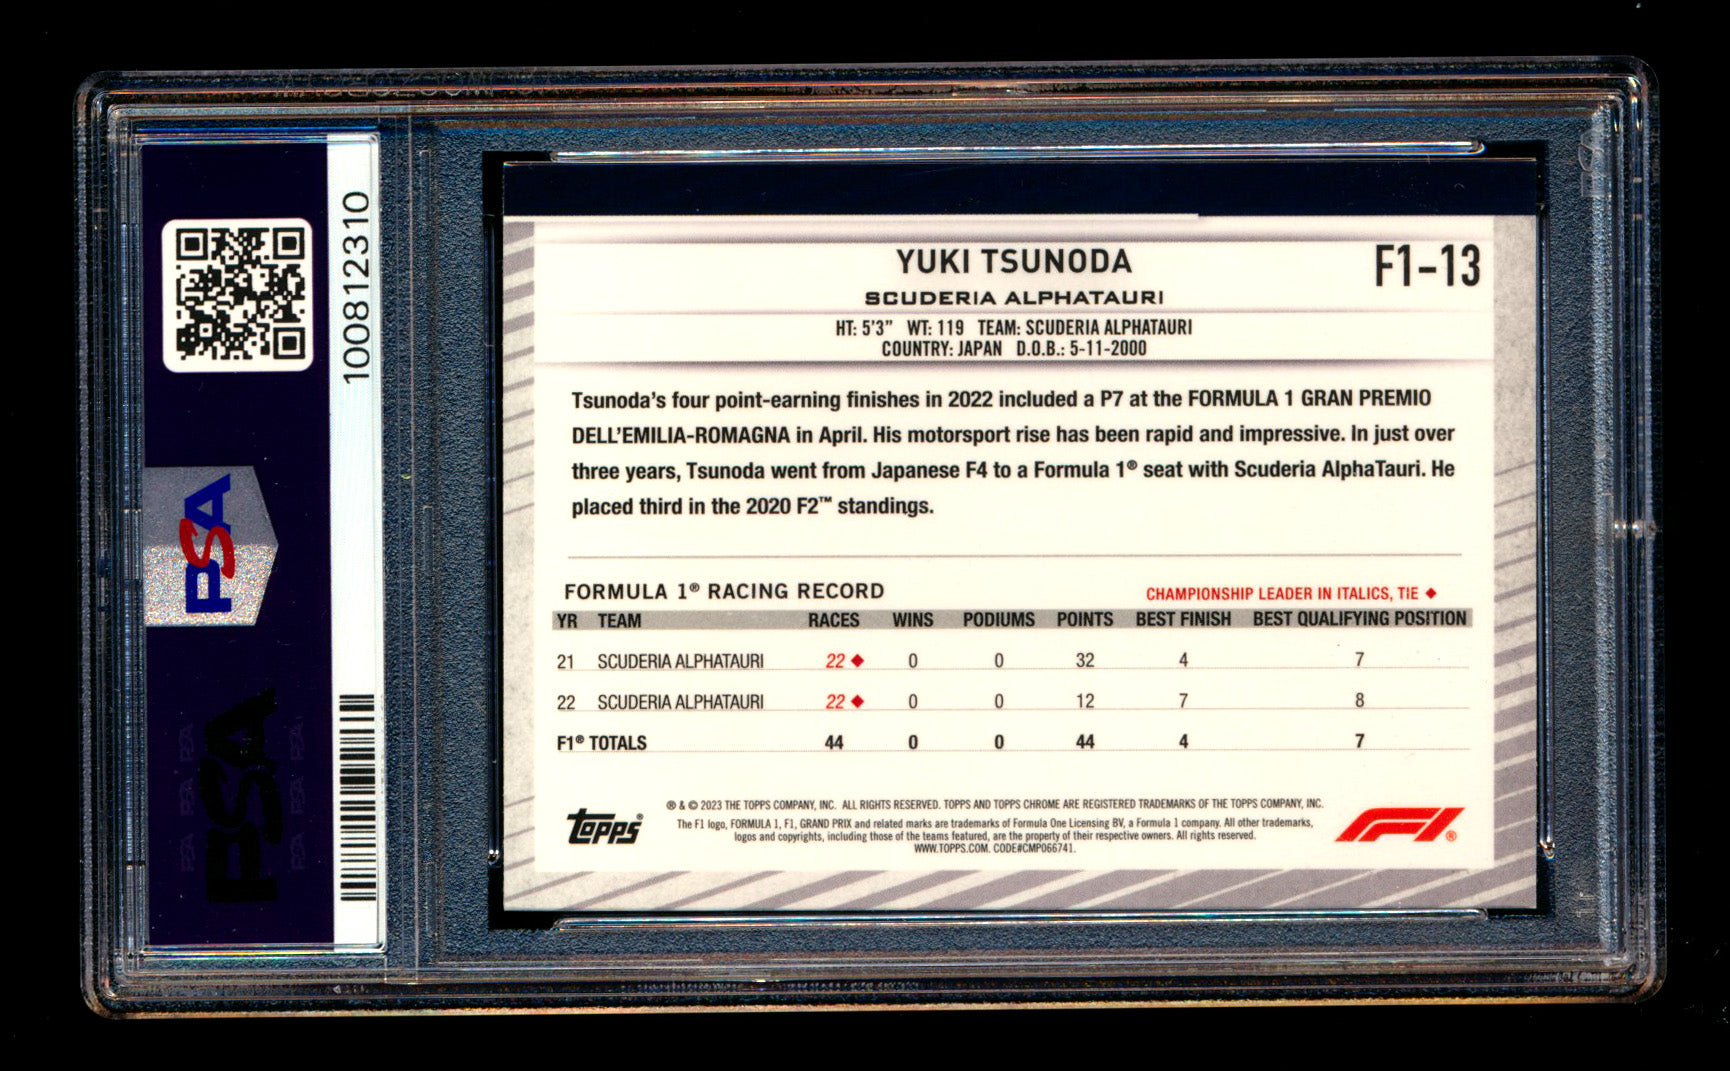 100812310
PSA
PSA
PSA PSA PSA
PSA PSA PSA
YUKI TSUNODA
F1-13
SCUDERIA ALPHATAURI
HT: 5'3" WT: 119 TEAM: SCUDERIA ALPHATAURI
COUNTRY: JAPAN D.O.B.: 5-11-2000
Tsunoda's four point-earning finishes in 2022 included a P7 at the FORMULA 1 GRAN PREMIO
DELL'EMILIA-ROMAGNA in April. His motorsport rise has been rapid and impressive. In just over
three years, Tsunoda went from Japanese F4 to a Formula 1® seat with Scuderia AlphaTauri. He
placed third in the 2020 F2™ standings.
FORMULA 1® RACING RECORD
CHAMPIONSHIP LEADER IN ITALICS, TIE ◆
YR TEAM RACES WINS PODIUMS POINTS BEST FINISH BEST QUALIFYING POSITION
21 SCUDERIA ALPHATAURI 22 ◆ 0 0 32 4 7
22 SCUDERIA ALPHATAURI 22 ◆ 0 0 12 7 8
F1® TOTALS 44 0 0 44 4 7
® & © 2023 THE TOPPS COMPANY, INC. ALL RIGHTS RESERVED. TOPPS AND TOPPS CHROME ARE REGISTERED TRADEMARKS OF THE TOPPS COMPANY, INC.
The F1 logo, FORMULA 1, F1, GRAND PRIX and related marks are trademarks of Formula One Licensing BV, a Formula 1 company. All other trademarks,
logos and copyrights, including those of the teams featured, are the property of their respective owners. All rights reserved.
WWW.TOPPS.COM. CODE#CMP066741.
Topps®
F1®